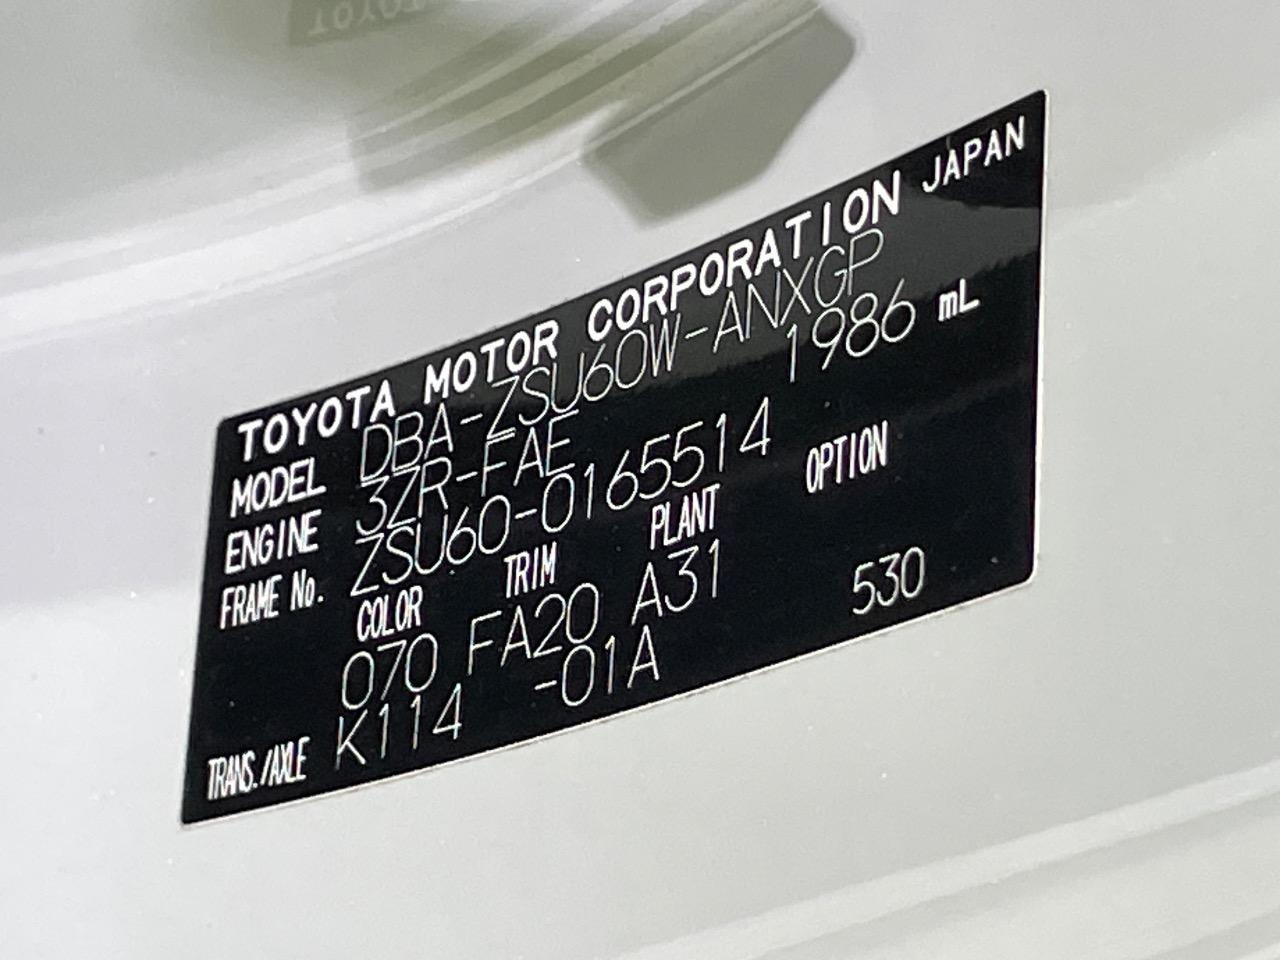 TOYOTA MOTOR CORPORATION JAPAN
MODEL DBA-ZSU60W-ANXGP
ENGINE 3ZR-FAE 1986 mL
FRAME No. ZSU60-0165514
COLOR TRIM PLANT OPTION
070 FA20 A31
TRANS./AXLE K114 -01A 530
TOYOT